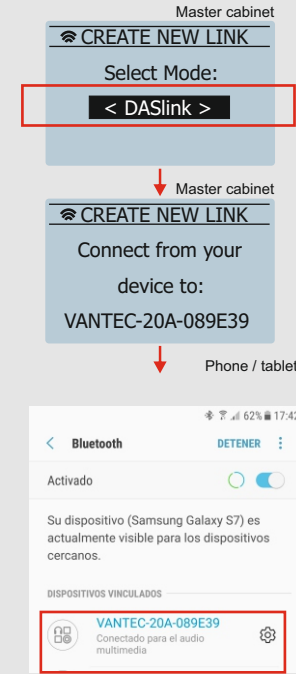 Master cabinet
CREATE NEW LINK
Select Mode:
< DASlink >
Master cabinet
CREATE NEW LINK
Connect from your
device to:
VANTEC-20A-089E39
Phone / tablet
62% 17:42
Bluetooth DETENER
Activado
Su dispositivo (Samsung Galaxy S7) es
actualmente visible para los dispositivos
cercanos.
DISPOSITIVOS VINCULADOS
VANTEC-20A-089E39
Conectado para el audio
multimedia